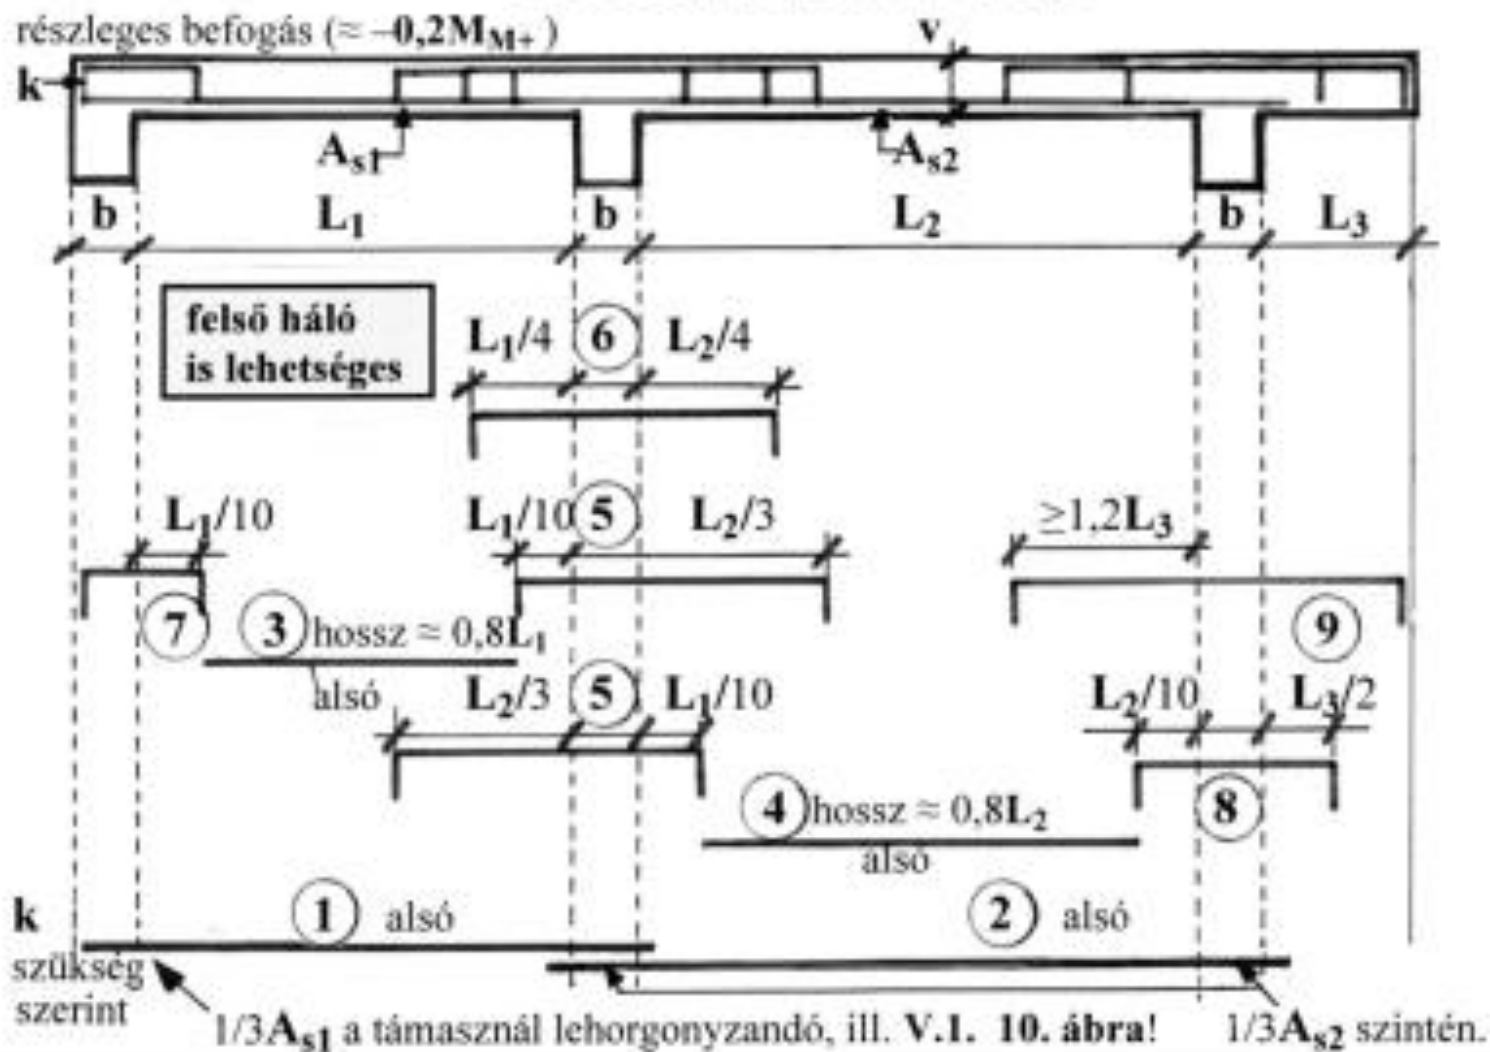 részleges befogás (≈ –0,2M_M+ )
v
k
A_s1
A_s2
b L_1 b L_2 b L_3
felső háló
is lehetséges
L_1/4 6 L_2/4
L_1/10 L_1/10 5 L_2/3 ≥1,2L_3
7 3 hossz ≈ 0,8L_1 9
alsó L_2/3 5 L_1/10 L_2/10 L_3/2
4 hossz ≈ 0,8L_2 8
alsó
k 1 alsó 2 alsó
szükség
szerint
1/3A_s1 a támasznál lehorgonyzandó, ill. V.1. 10. ábra! 1/3A_s2 szintén.